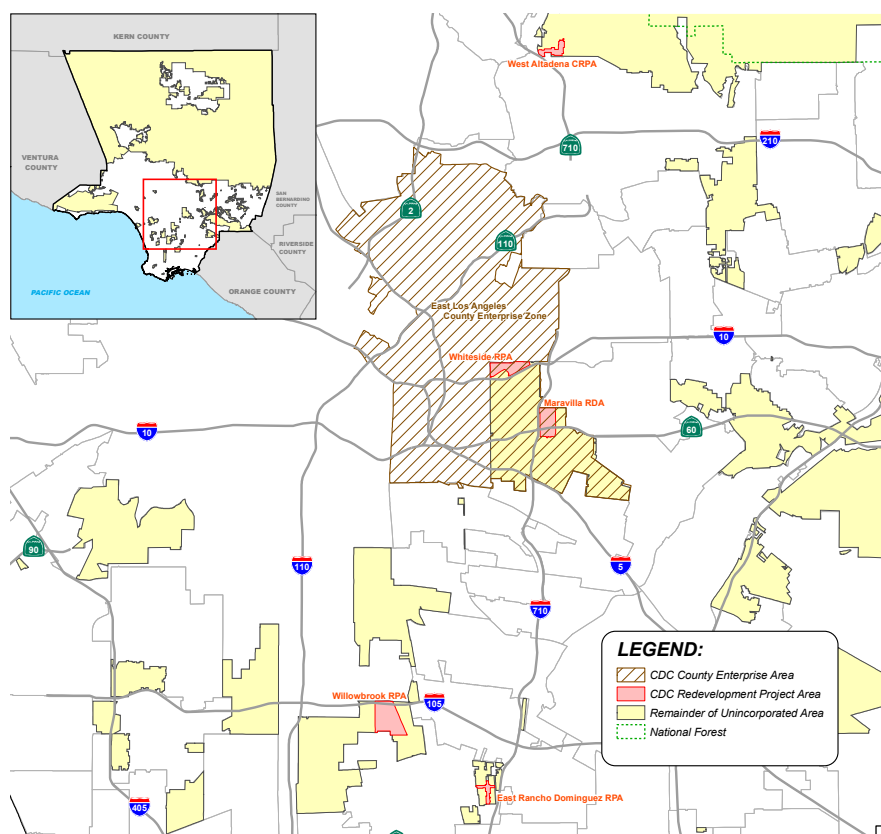 KERN COUNTY
VENTURA
COUNTY
SAN
BERNARDINO
COUNTY
RIVERSIDE
COUNTY
ORANGE COUNTY
PACIFIC OCEAN
West Altadena CRPA
710
210
2
110
East Los Angeles
County Enterprise Zone
10
Whiteside RPA
Maravilla RDA
10
60
90
110
5
710
LEGEND:
CDC County Enterprise Area
CDC Redevelopment Project Area
Remainder of Unincorporated Area
National Forest
Willowbrook RPA
105
East Rancho Dominguez RPA
405